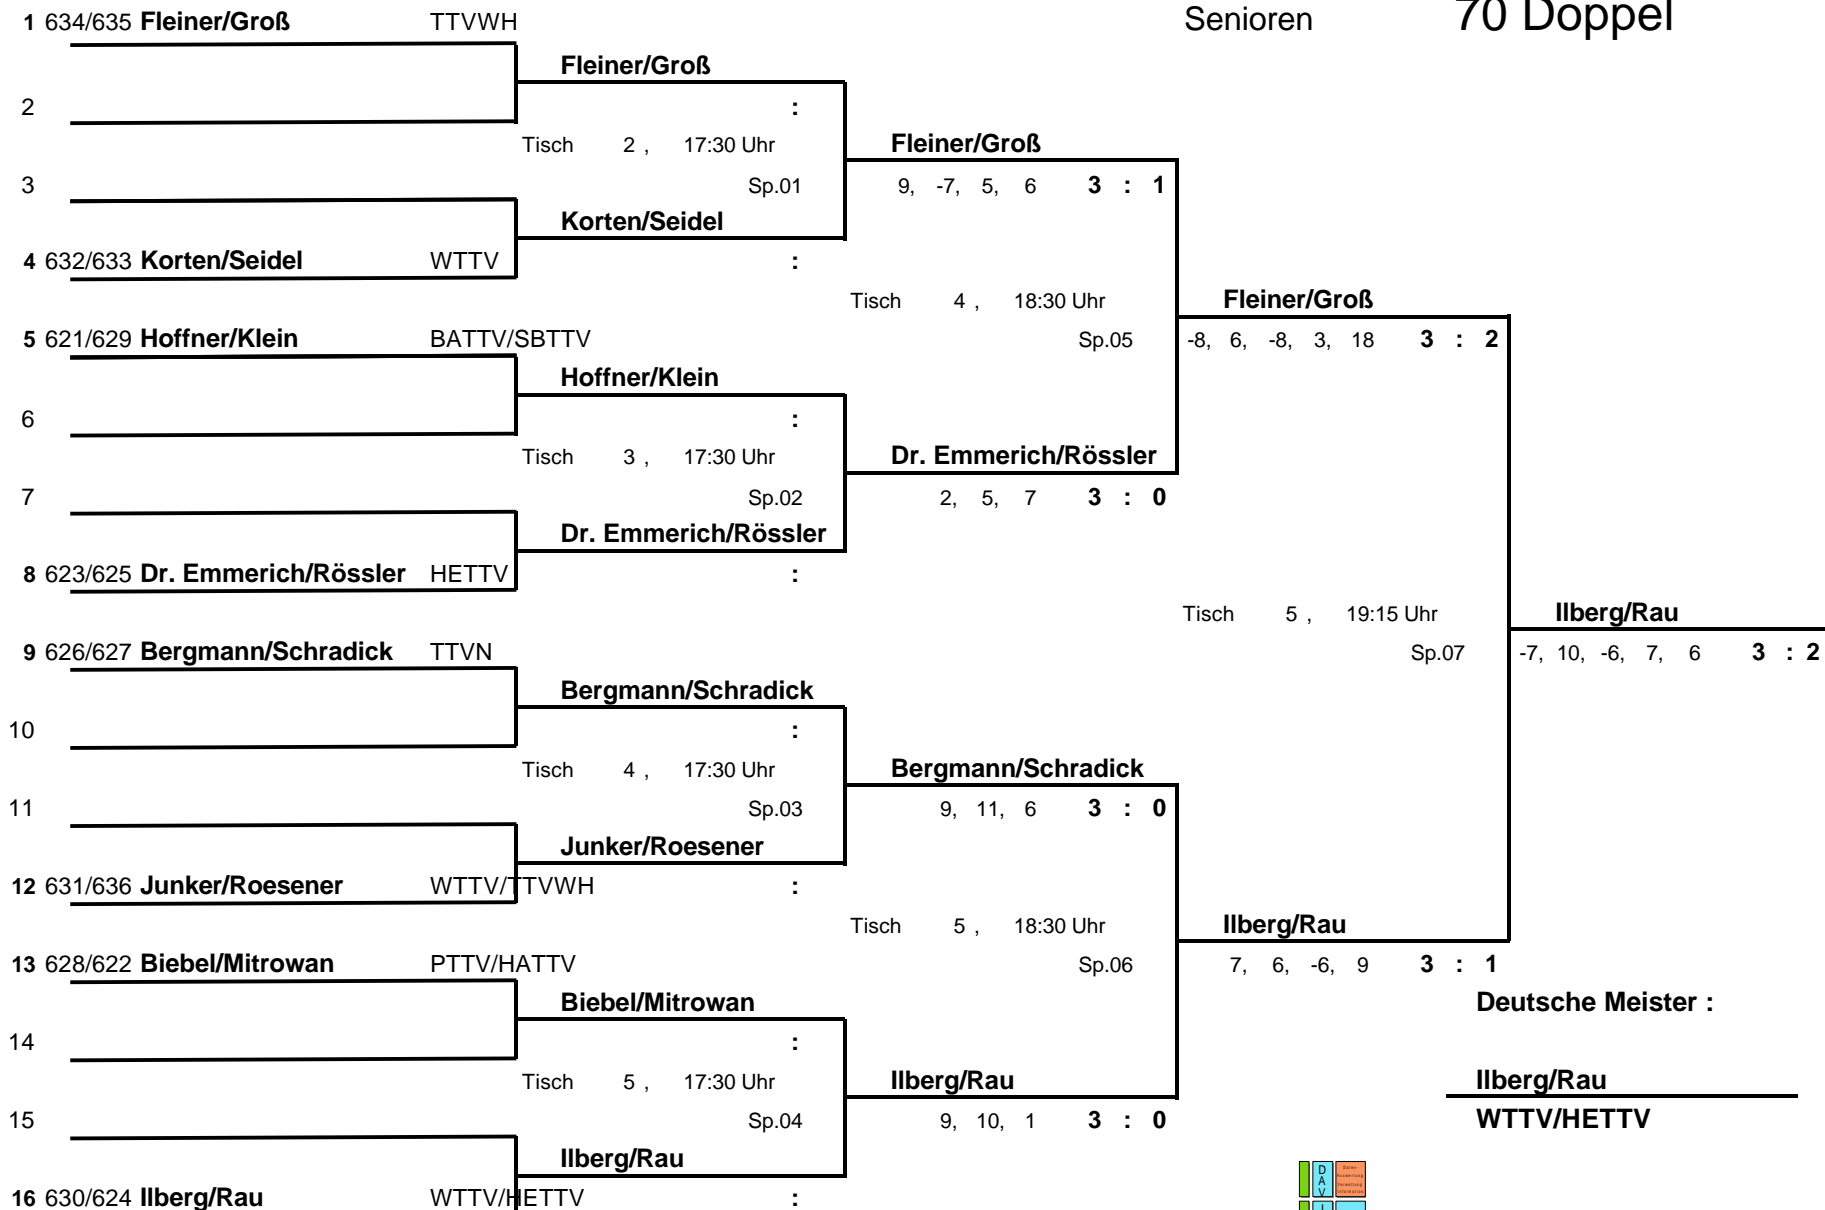 1 634/635 Fleiner/Groß TTVWH Senioren 70 Doppel
Fleiner/Groß
2 :
Tisch 2 , 17:30 Uhr Fleiner/Groß
3 Sp.01 9, -7, 5, 6 3 : 1
Korten/Seidel
4 632/633 Korten/Seidel WTTV :
Tisch 4 , 18:30 Uhr Fleiner/Groß
5 621/629 Hoffner/Klein BATTV/SBTTV Sp.05 -8, 6, -8, 3, 18 3 : 2
Hoffner/Klein
6 :
Tisch 3 , 17:30 Uhr Dr. Emmerich/Rössler
7 Sp.02 2, 5, 7 3 : 0
Dr. Emmerich/Rössler
8 623/625 Dr. Emmerich/Rössler HETTV :
Tisch 5 , 19:15 Uhr Ilberg/Rau
9 626/627 Bergmann/Schradick TTVN Sp.07 -7, 10, -6, 7, 6 3 : 2
Bergmann/Schradick
10 :
Tisch 4 , 17:30 Uhr Bergmann/Schradick
11 Sp.03 9, 11, 6 3 : 0
Junker/Roesener
12 631/636 Junker/Roesener WTTV/TTVWH :
Tisch 5 , 18:30 Uhr Ilberg/Rau
13 628/622 Biebel/Mitrowan PTTV/HATTV Sp.06 7, 6, -6, 9 3 : 1
Biebel/Mitrowan Deutsche Meister :
14 :
Tisch 5 , 17:30 Uhr Ilberg/Rau Ilberg/Rau
15 Sp.04 9, 10, 1 3 : 0 WTTV/HETTV
Ilberg/Rau
16 630/624 Ilberg/Rau WTTV/HETTV :